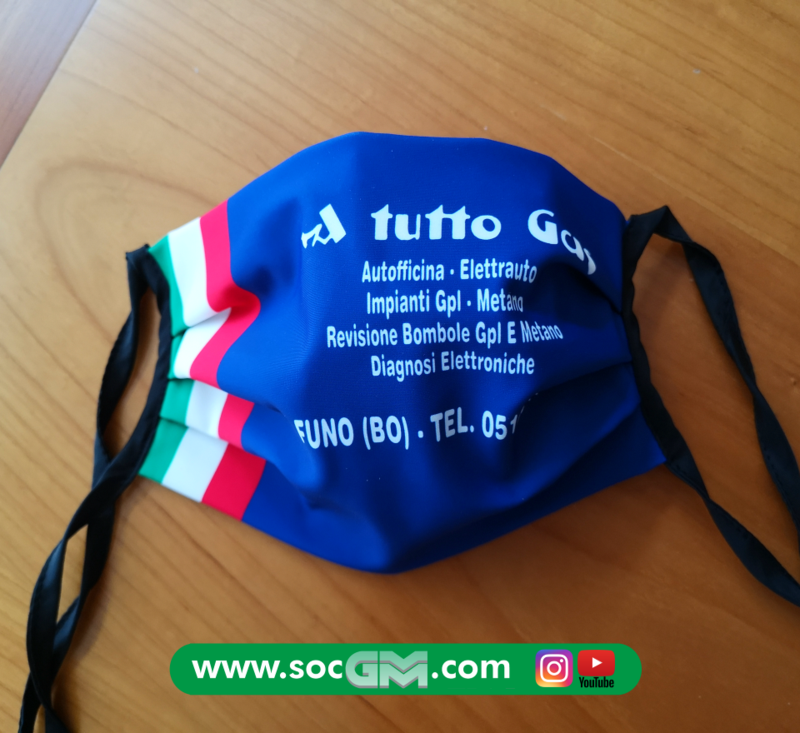 A tutto Gas
Autofficina · Elettrauto
Impianti Gpl · Metano
Revisione Bombole Gpl E Metano
Diagnosi Elettroniche
FUNO (BO) · TEL. 051
www.socGM.com
YouTube